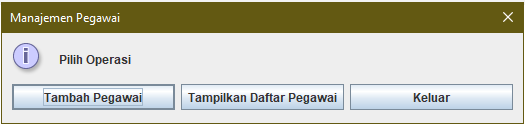 Manajemen Pegawai
Pilih Operasi
Tambah Pegawai Tampilkan Daftar Pegawai Keluar